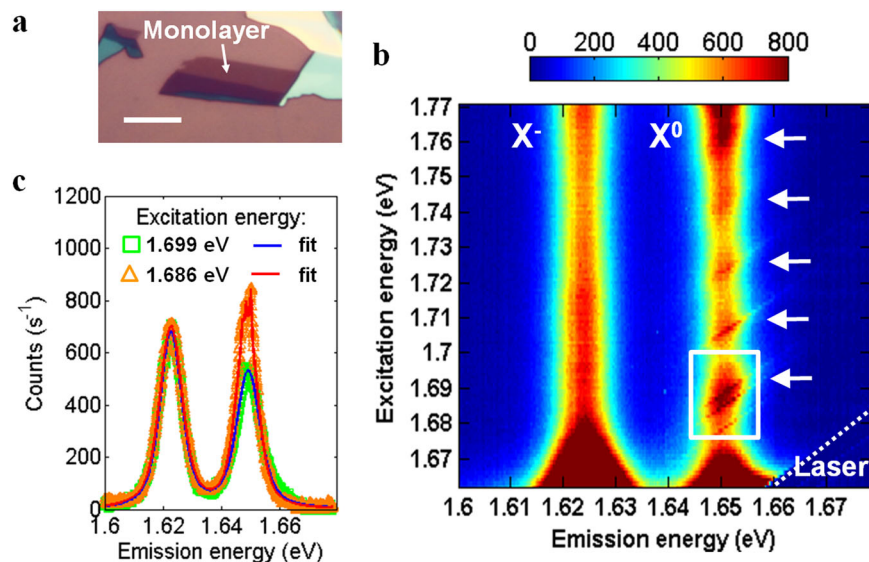 a
Monolayer
b
0 200 400 600 800
X-
X0
1.77
1.76
1.75
1.74
1.73
1.72
1.71
1.7
1.69
1.68
1.67
Excitation energy (eV)
Laser
1.6 1.61 1.62 1.63 1.64 1.65 1.66 1.67
Emission energy (eV)
c
1200
1000
800
600
400
200
0
Counts (s-1)
Excitation energy:
1.699 eV fit
1.686 eV fit
1.6 1.62 1.64 1.66
Emission energy (eV)